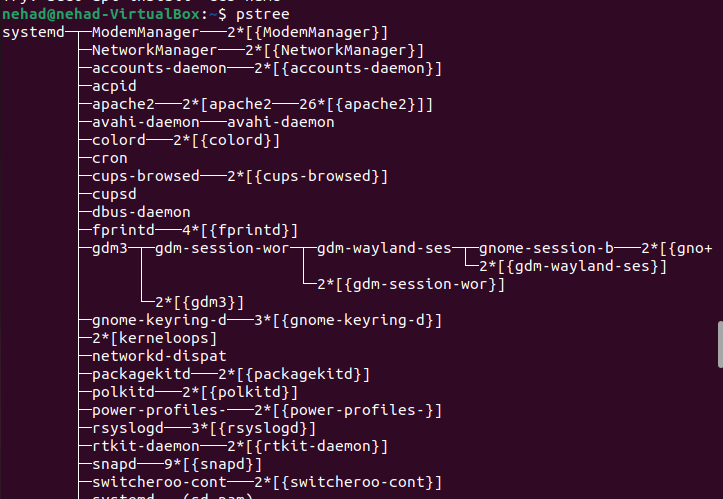 nehad@nehad-VirtualBox:~$ pstree
systemd─┬─ModemManager───2*[{ModemManager}]
        ├─NetworkManager───2*[{NetworkManager}]
        ├─accounts-daemon───2*[{accounts-daemon}]
        ├─acpid
        ├─apache2───2*[apache2───26*[{apache2}]]
        ├─avahi-daemon───avahi-daemon
        ├─colord───2*[{colord}]
        ├─cron
        ├─cups-browsed───2*[{cups-browsed}]
        ├─cupsd
        ├─dbus-daemon
        ├─fprintd───4*[{fprintd}]
        ├─gdm3─┬─gdm-session-wor─┬─gdm-wayland-ses─┬─gnome-session-b───2*[{gno+
        │      │                 │                 └─2*[{gdm-wayland-ses}]
        │      │                 └─2*[{gdm-session-wor}]
        │      └─2*[{gdm3}]
        ├─gnome-keyring-d───3*[{gnome-keyring-d}]
        ├─2*[kerneloops]
        ├─networkd-dispat
        ├─packagekitd───2*[{packagekitd}]
        ├─polkitd───2*[{polkitd}]
        ├─power-profiles-───2*[{power-profiles-}]
        ├─rsyslogd───3*[{rsyslogd}]
        ├─rtkit-daemon───2*[{rtkit-daemon}]
        ├─snapd───9*[{snapd}]
        ├─switcheroo-cont───2*[{switcheroo-cont}]
        ├─systemd───(sd-pam)